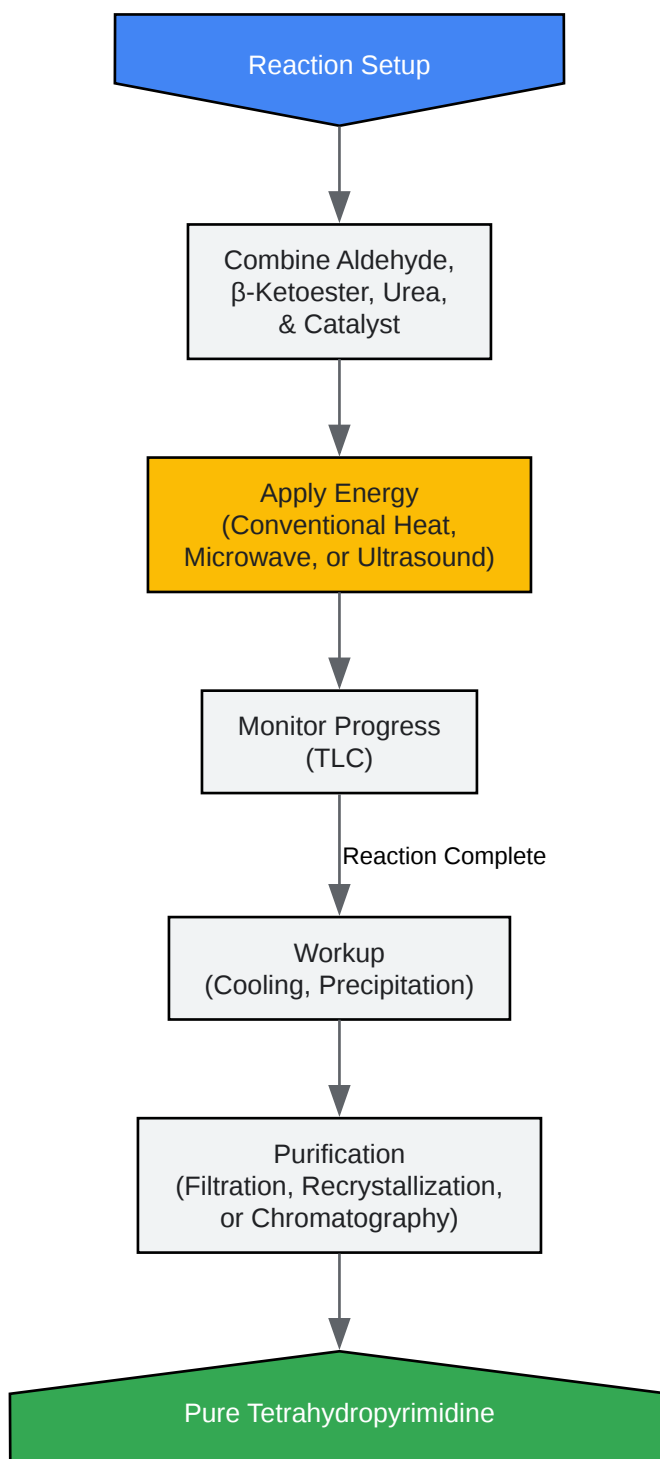 Reaction Setup
Combine Aldehyde,
β-Ketoester, Urea,
& Catalyst
Apply Energy
(Conventional Heat,
Microwave, or Ultrasound)
Monitor Progress
(TLC)
Reaction Complete
Workup
(Cooling, Precipitation)
Purification
(Filtration, Recrystallization,
or Chromatography)
Pure Tetrahydropyrimidine